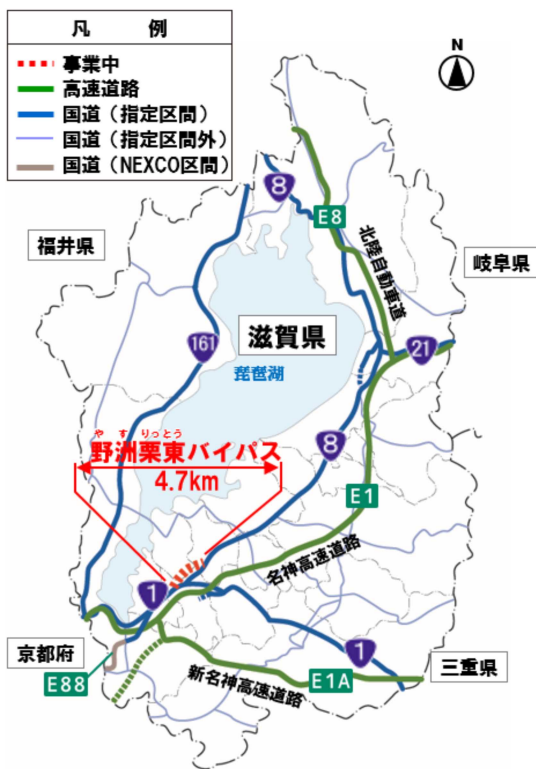 凡 例
事業中
高速道路
国道（指定区間）
国道（指定区間外）
国道（NEXCO区間）
N
8
E8
北陸自動車道
福井県
岐阜県
161
滋賀県
21
琵琶湖
やす りっとう
野洲栗東バイパス
4.7km
8
E1
名神高速道路
1
京都府
1
三重県
E88
新名神高速道路
E1A